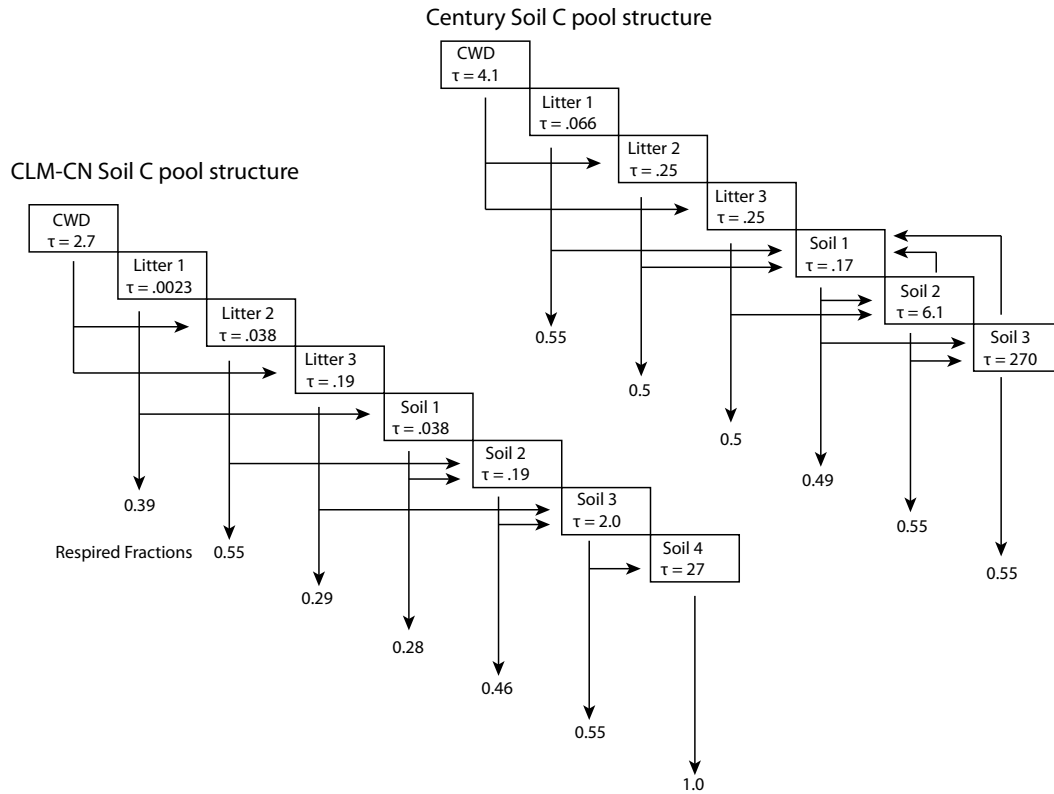 Century Soil C pool structure
CWD
τ = 4.1
Litter 1
τ = .066
Litter 2
τ = .25
Litter 3
τ = .25
Soil 1
τ = .17
Soil 2
τ = 6.1
Soil 3
τ = 270
0.55
0.5
0.5
0.49
0.55
0.55
CLM-CN Soil C pool structure
CWD
τ = 2.7
Litter 1
τ = .0023
Litter 2
τ = .038
Litter 3
τ = .19
Soil 1
τ = .038
Soil 2
τ = .19
Soil 3
τ = 2.0
Soil 4
τ = 27
0.39
Respired Fractions
0.55
0.29
0.28
0.46
0.55
1.0